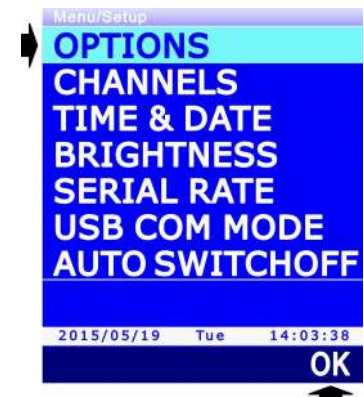 Menu/Setup
OPTIONS
CHANNELS
TIME & DATE
BRIGHTNESS
SERIAL RATE
USB COM MODE
AUTO SWITCHOFF
2015/05/19 Tue 14:03:38
OK